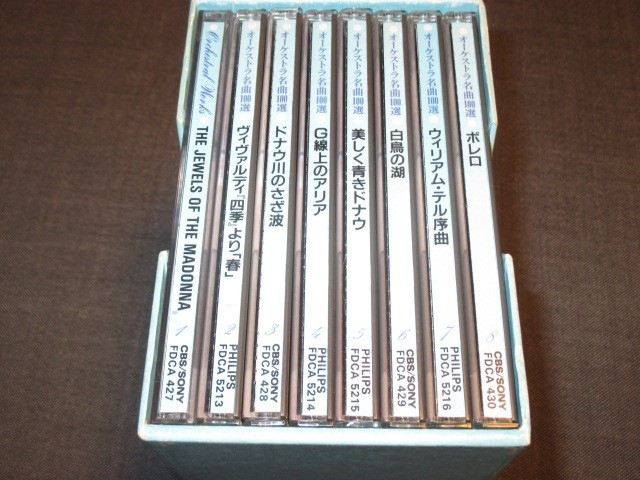 Orchestral Works
THE JEWELS OF THE MADONNA
1
CBS/SONY
FDCA 427
オーケストラ名曲100選
ヴィヴァルディ『四季』より「春」
2
PHILIPS
FDCA 5213
オーケストラ名曲100選
ドナウ川のさざ波
3
CBS/SONY
FDCA 428
オーケストラ名曲100選
G線上のアリア
4
PHILIPS
FDCA 5214
オーケストラ名曲100選
美しく青きドナウ
5
PHILIPS
FDCA 5215
オーケストラ名曲100選
白鳥の湖
6
CBS/SONY
FDCA 429
オーケストラ名曲100選
ウィリアム・テル序曲
7
PHILIPS
FDCA 5216
オーケストラ名曲100選
ボレロ
8
CBS/SONY
FDCA 430